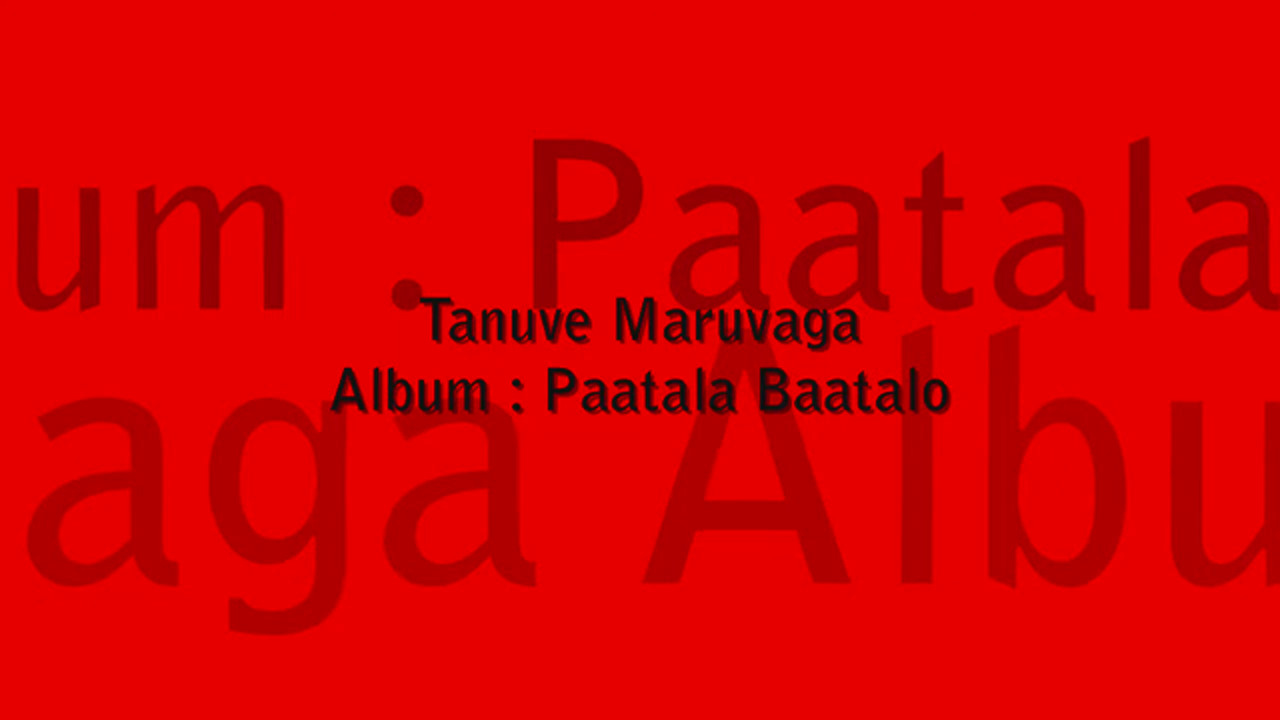 um : Paatala
Tanuve Maruvaga
Album : Paatala Baatalo
aga Albu